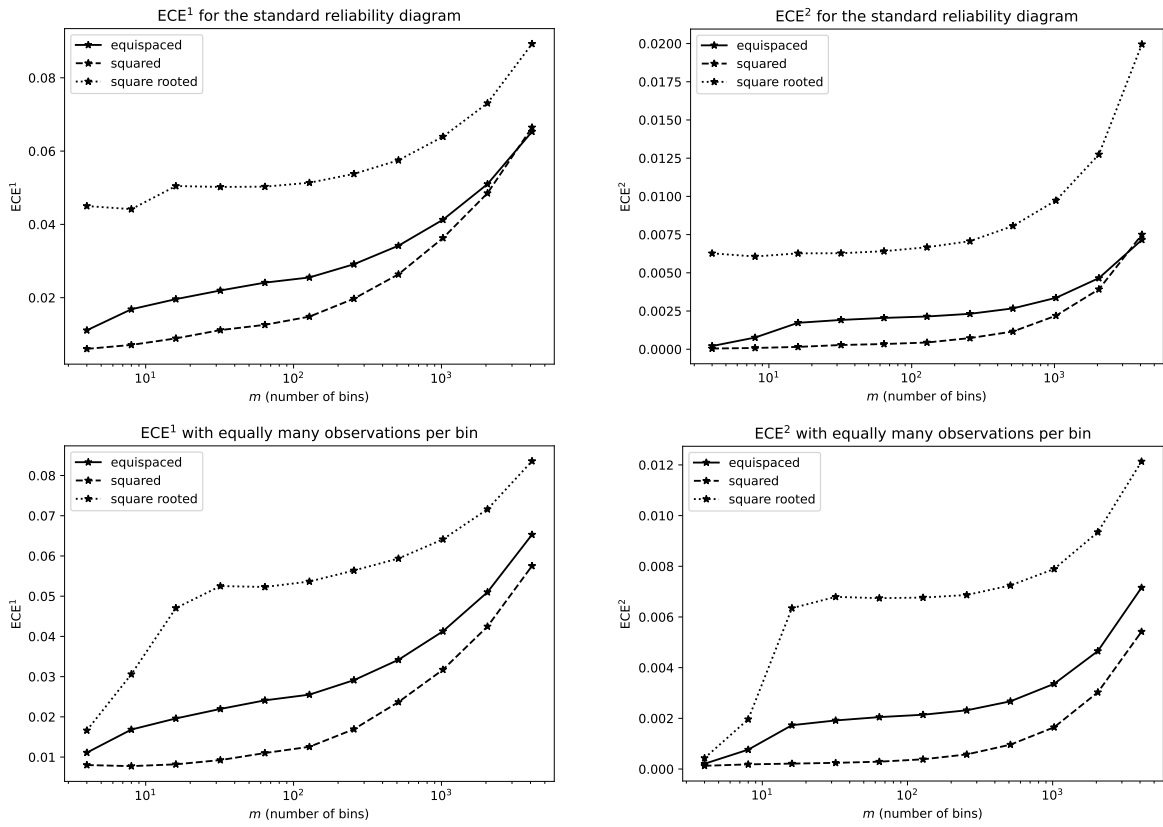 ECE¹ for the standard reliability diagram
equispaced
squared
square rooted
0.08
0.06
0.04
0.02
ECE¹
10¹ 10² 10³
m (number of bins)
ECE² for the standard reliability diagram
equispaced
squared
square rooted
0.0200
0.0175
0.0150
0.0125
0.0100
0.0075
0.0050
0.0025
0.0000
ECE²
10¹ 10² 10³
m (number of bins)
ECE¹ with equally many observations per bin
equispaced
squared
square rooted
0.08
0.07
0.06
0.05
0.04
0.03
0.02
0.01
ECE¹
10¹ 10² 10³
m (number of bins)
ECE² with equally many observations per bin
equispaced
squared
square rooted
0.012
0.010
0.008
0.006
0.004
0.002
0.000
ECE²
10¹ 10² 10³
m (number of bins)